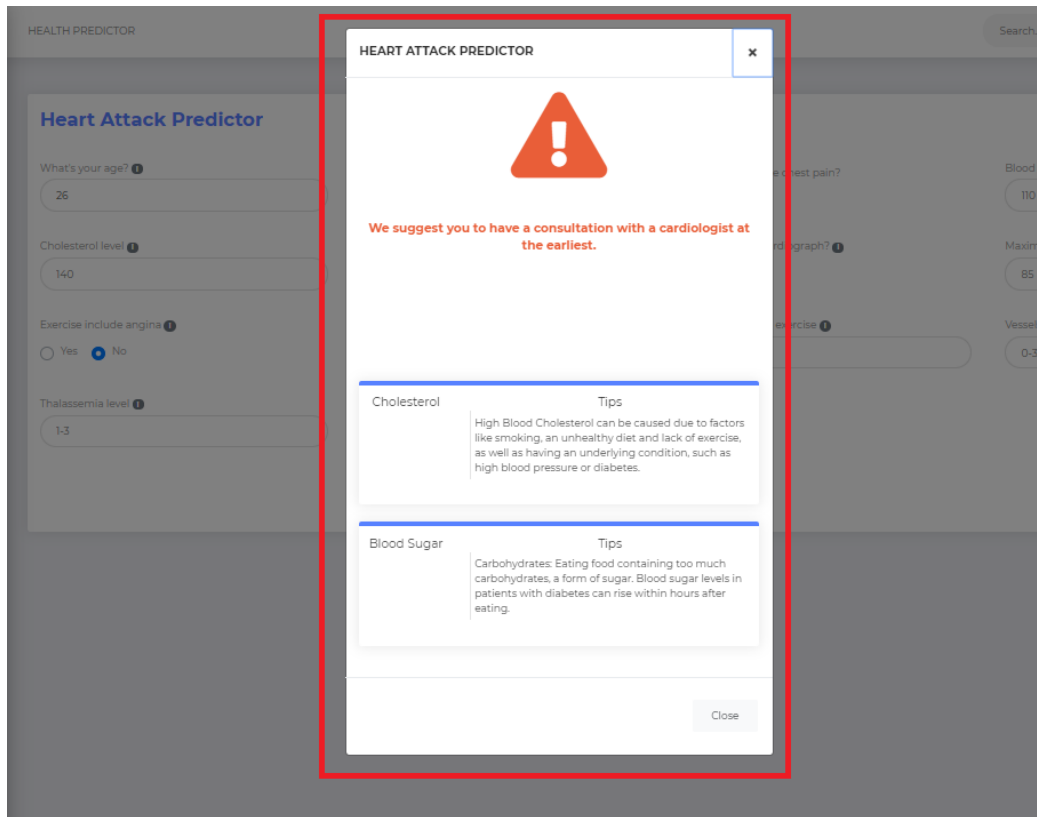 HEALTH PREDICTOR
Search.
HEART ATTACK PREDICTOR
×
Heart Attack Predictor
What's your age?
26
chest pain?
Blood
110
We suggest you to have a consultation with a cardiologist at
the earliest.
Cholesterol level
140
Maxim
85
Exercise include angina
Yes No
exercise
Vessel
0-3
Thalassemia level
1-3
Cholesterol Tips
High Blood Cholesterol can be caused due to factors
like smoking, an unhealthy diet and lack of exercise,
as well as having an underlying condition, such as
high blood pressure or diabetes.
Blood Sugar Tips
Carbohydrates: Eating food containing too much
carbohydrates, a form of sugar. Blood sugar levels in
patients with diabetes can rise within hours after
eating.
Close